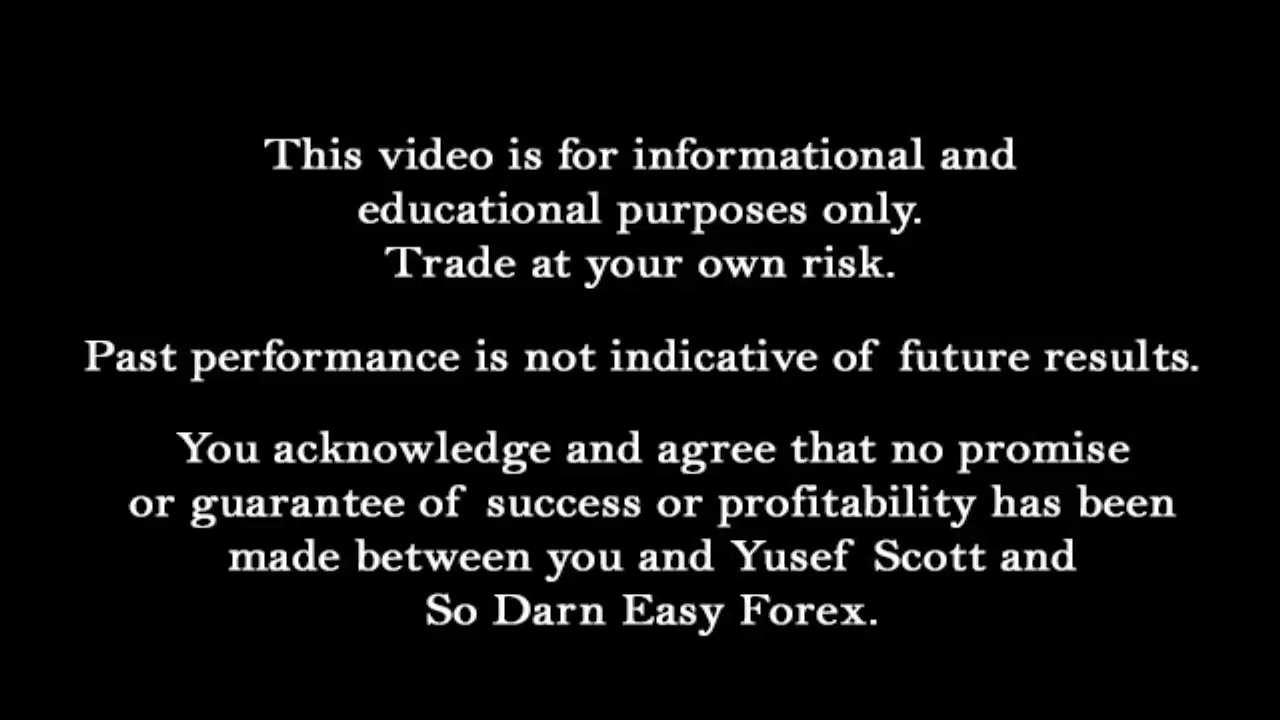 This video is for informational and
educational purposes only.
Trade at your own risk.
Past performance is not indicative of future results.
You acknowledge and agree that no promise
or guarantee of success or profitability has been
made between you and Yusef Scott and
So Darn Easy Forex.